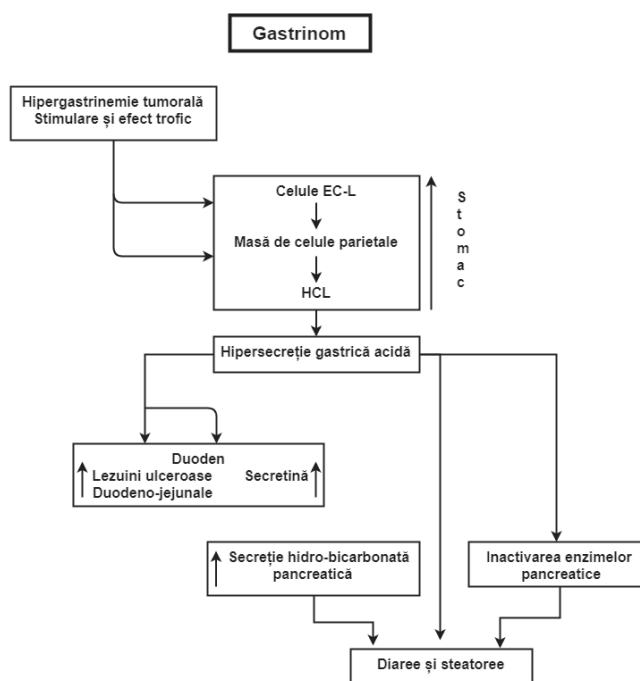 Gastrinom
Hipergastrinemie tumorală
Stimulare și efect trofic
Celule EC-L
Masă de celule parietale
HCL
Stomac
Hipersecreție gastrică acidă
Duoden
Lezuini ulceroase
Duodeno-jejunale
Secretină
Secreție hidro-bicarbonată
pancreatică
Inactivarea enzimelor
pancreatice
Diaree și steatoree